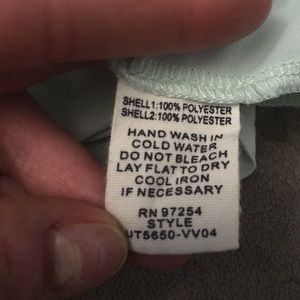 SHELL1:100% POLYESTER
SHELL2:100% POLYESTER
HAND WASH IN
COLD WATER
DO NOT BLEACH
LAY FLAT TO DRY
COOL IRON
IF NECESSARY
RN 97254
STYLE
UT5650-VV04